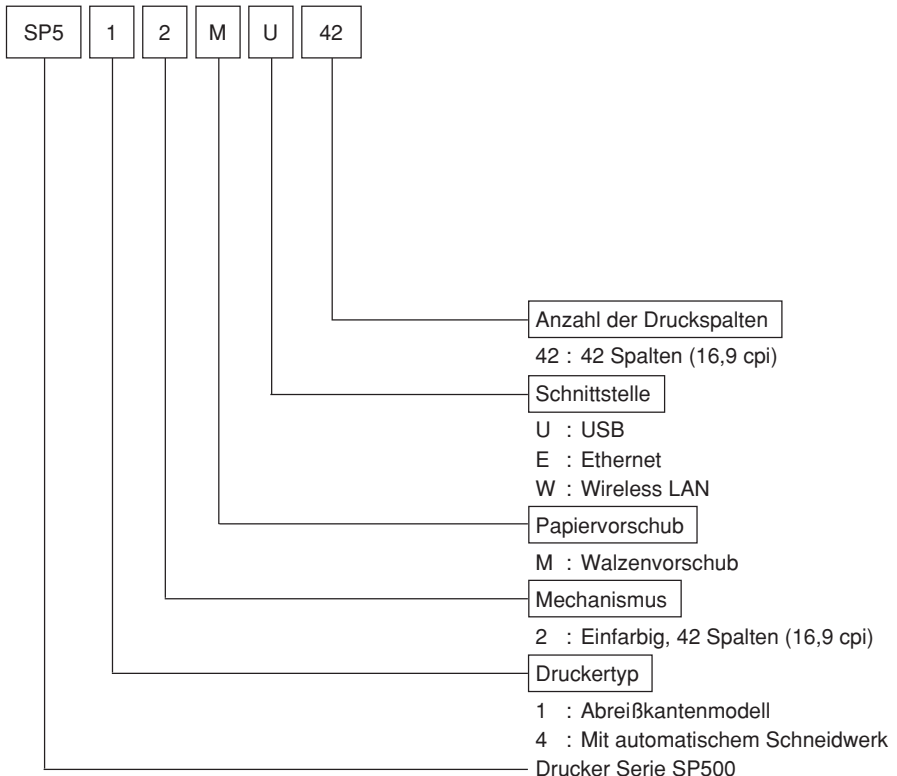 SP5 1 2 M U 42
Anzahl der Druckspalten
42 : 42 Spalten (16,9 cpi)
Schnittstelle
U : USB
E : Ethernet
W : Wireless LAN
Papiervorschub
M : Walzenvorschub
Mechanismus
2 : Einfarbig, 42 Spalten (16,9 cpi)
Druckertyp
1 : Abreißkantenmodell
4 : Mit automatischem Schneidwerk
Drucker Serie SP500